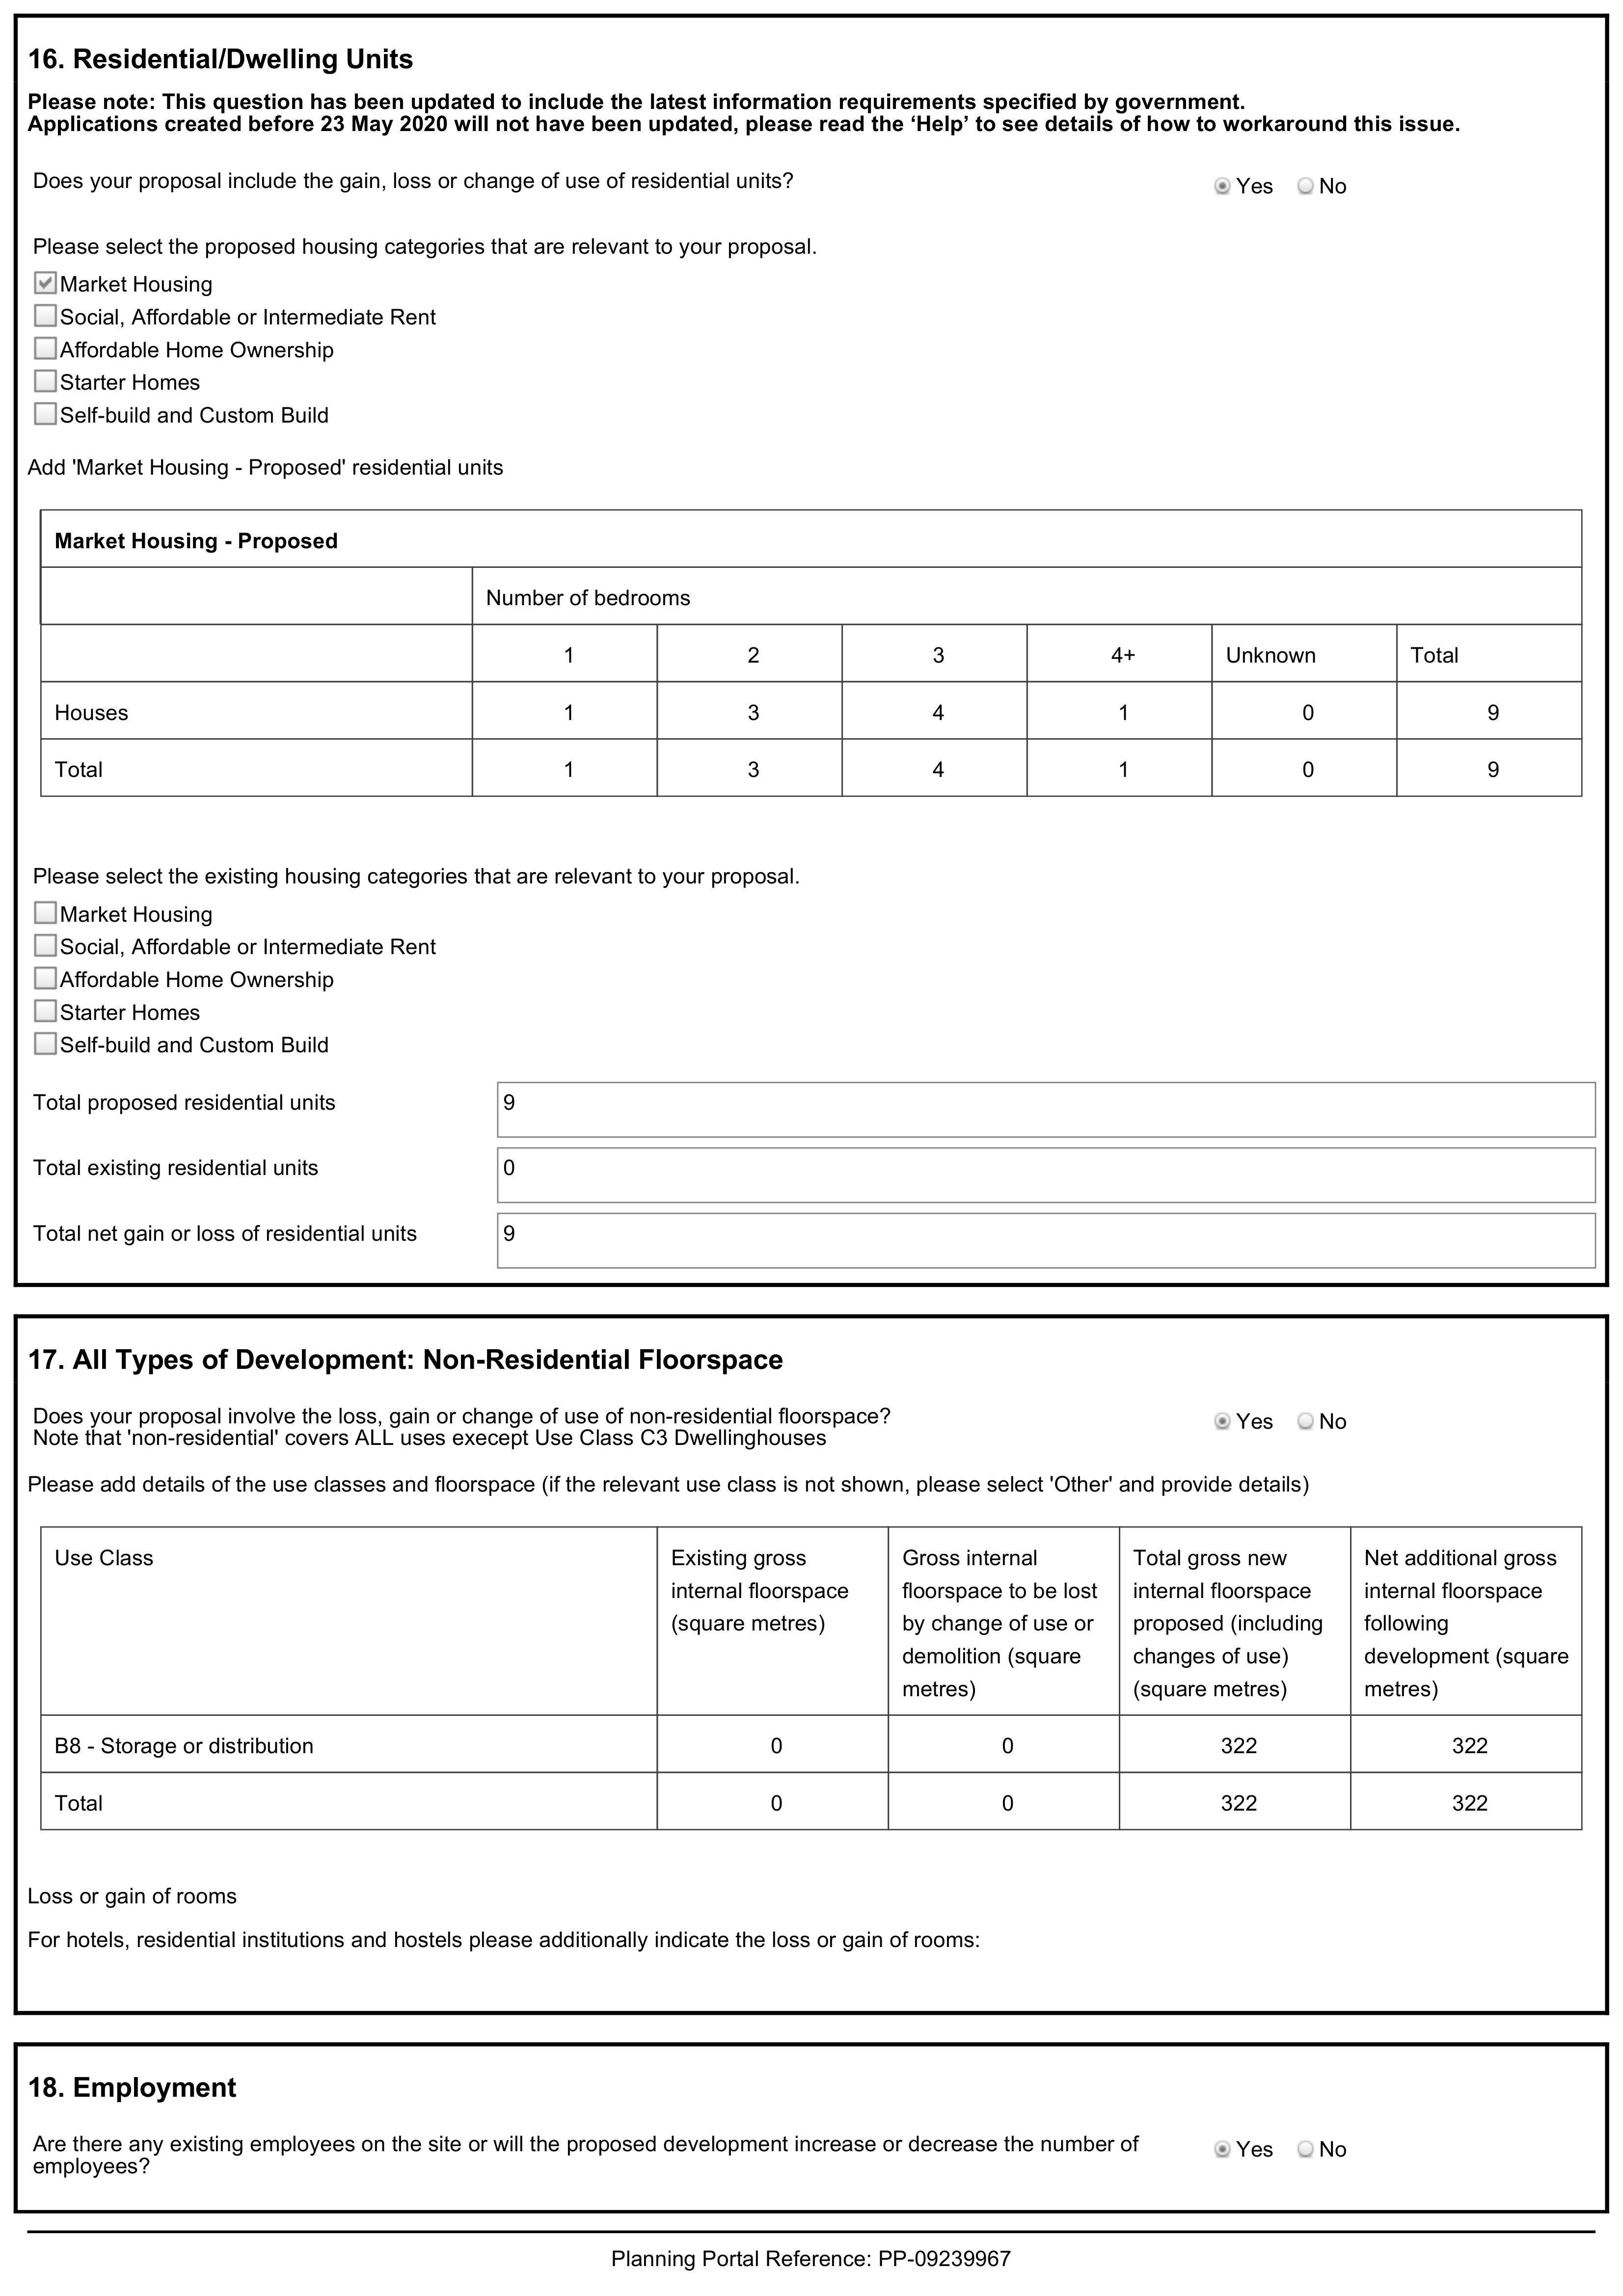 16. Residential/Dwelling Units
Please note: This question has been updated to include the latest information requirements specified by government.
Applications created before 23 May 2020 will not have been updated, please read the ‘Help’ to see details of how to workaround this issue.
Does your proposal include the gain, loss or change of use of residential units? Yes No
Please select the proposed housing categories that are relevant to your proposal.
Market Housing
Social, Affordable or Intermediate Rent
Affordable Home Ownership
Starter Homes
Self-build and Custom Build
Add 'Market Housing - Proposed' residential units
Market Housing - Proposed
Number of bedrooms
1 2 3 4+ Unknown Total
Houses 1 3 4 1 0 9
Total 1 3 4 1 0 9
Please select the existing housing categories that are relevant to your proposal.
Market Housing
Social, Affordable or Intermediate Rent
Affordable Home Ownership
Starter Homes
Self-build and Custom Build
Total proposed residential units 9
Total existing residential units 0
Total net gain or loss of residential units 9
17. All Types of Development: Non-Residential Floorspace
Does your proposal involve the loss, gain or change of use of non-residential floorspace? Yes No
Note that 'non-residential' covers ALL uses execept Use Class C3 Dwellinghouses
Please add details of the use classes and floorspace (if the relevant use class is not shown, please select 'Other' and provide details)
Use Class Existing gross Gross internal Total gross new Net additional gross
internal floorspace floorspace to be lost internal floorspace internal floorspace
(square metres) by change of use or proposed (including following
demolition (square changes of use) development (square
metres) (square metres) metres)
B8 - Storage or distribution 0 0 322 322
Total 0 0 322 322
Loss or gain of rooms
For hotels, residential institutions and hostels please additionally indicate the loss or gain of rooms:
18. Employment
Are there any existing employees on the site or will the proposed development increase or decrease the number of Yes No
employees?
Planning Portal Reference: PP-09239967